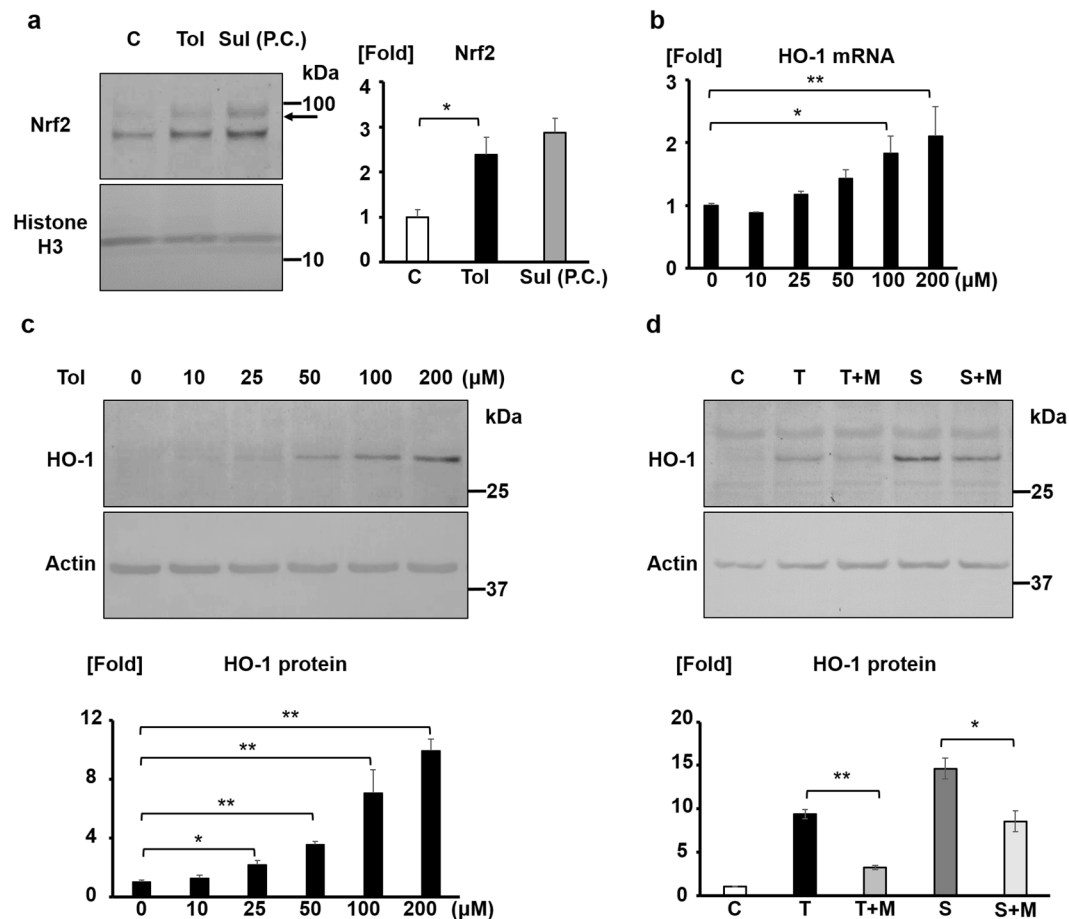 a
C Tol Sul (P.C.)
kDa
Nrf2
100
Histone
H3
10
[Fold] Nrf2
*
4
3
2
1
0
C Tol Sul (P.C.)
b
[Fold] HO-1 mRNA
**
*
3
2
1
0
0 10 25 50 100 200 (µM)
c
Tol 0 10 25 50 100 200 (µM)
kDa
HO-1
25
Actin
37
[Fold] HO-1 protein
**
**
**
*
12
8
4
0
0 10 25 50 100 200 (µM)
d
C T T+M S S+M
kDa
HO-1
25
Actin
37
[Fold] HO-1 protein
*
**
20
15
10
5
0
C T T+M S S+M